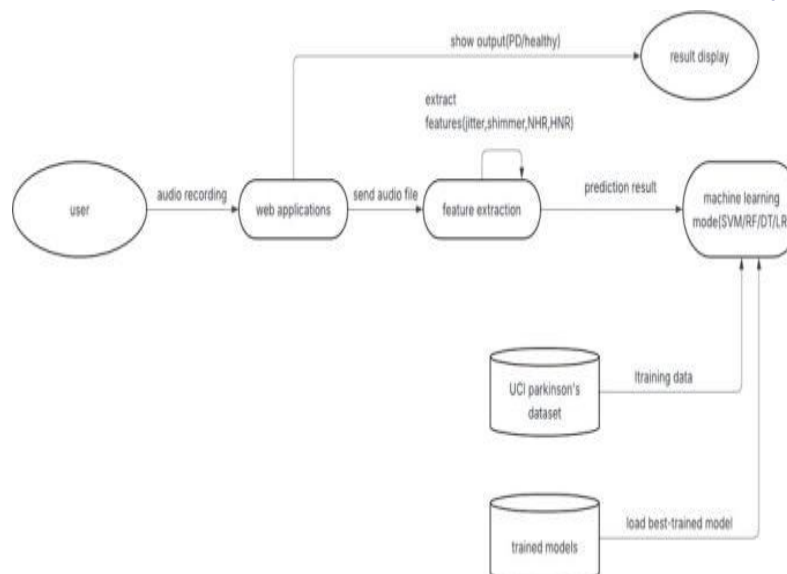 show output(PD/healthy)
result display
extract
features(jitter,shimmer,NHR,HNR)
user
audio recording
web applications
send audio file
feature extraction
prediction result
machine learning
mode(SVM/RF/DT/LR
UCI parkinson's
dataset
ltraining data
trained models
load best-trained model